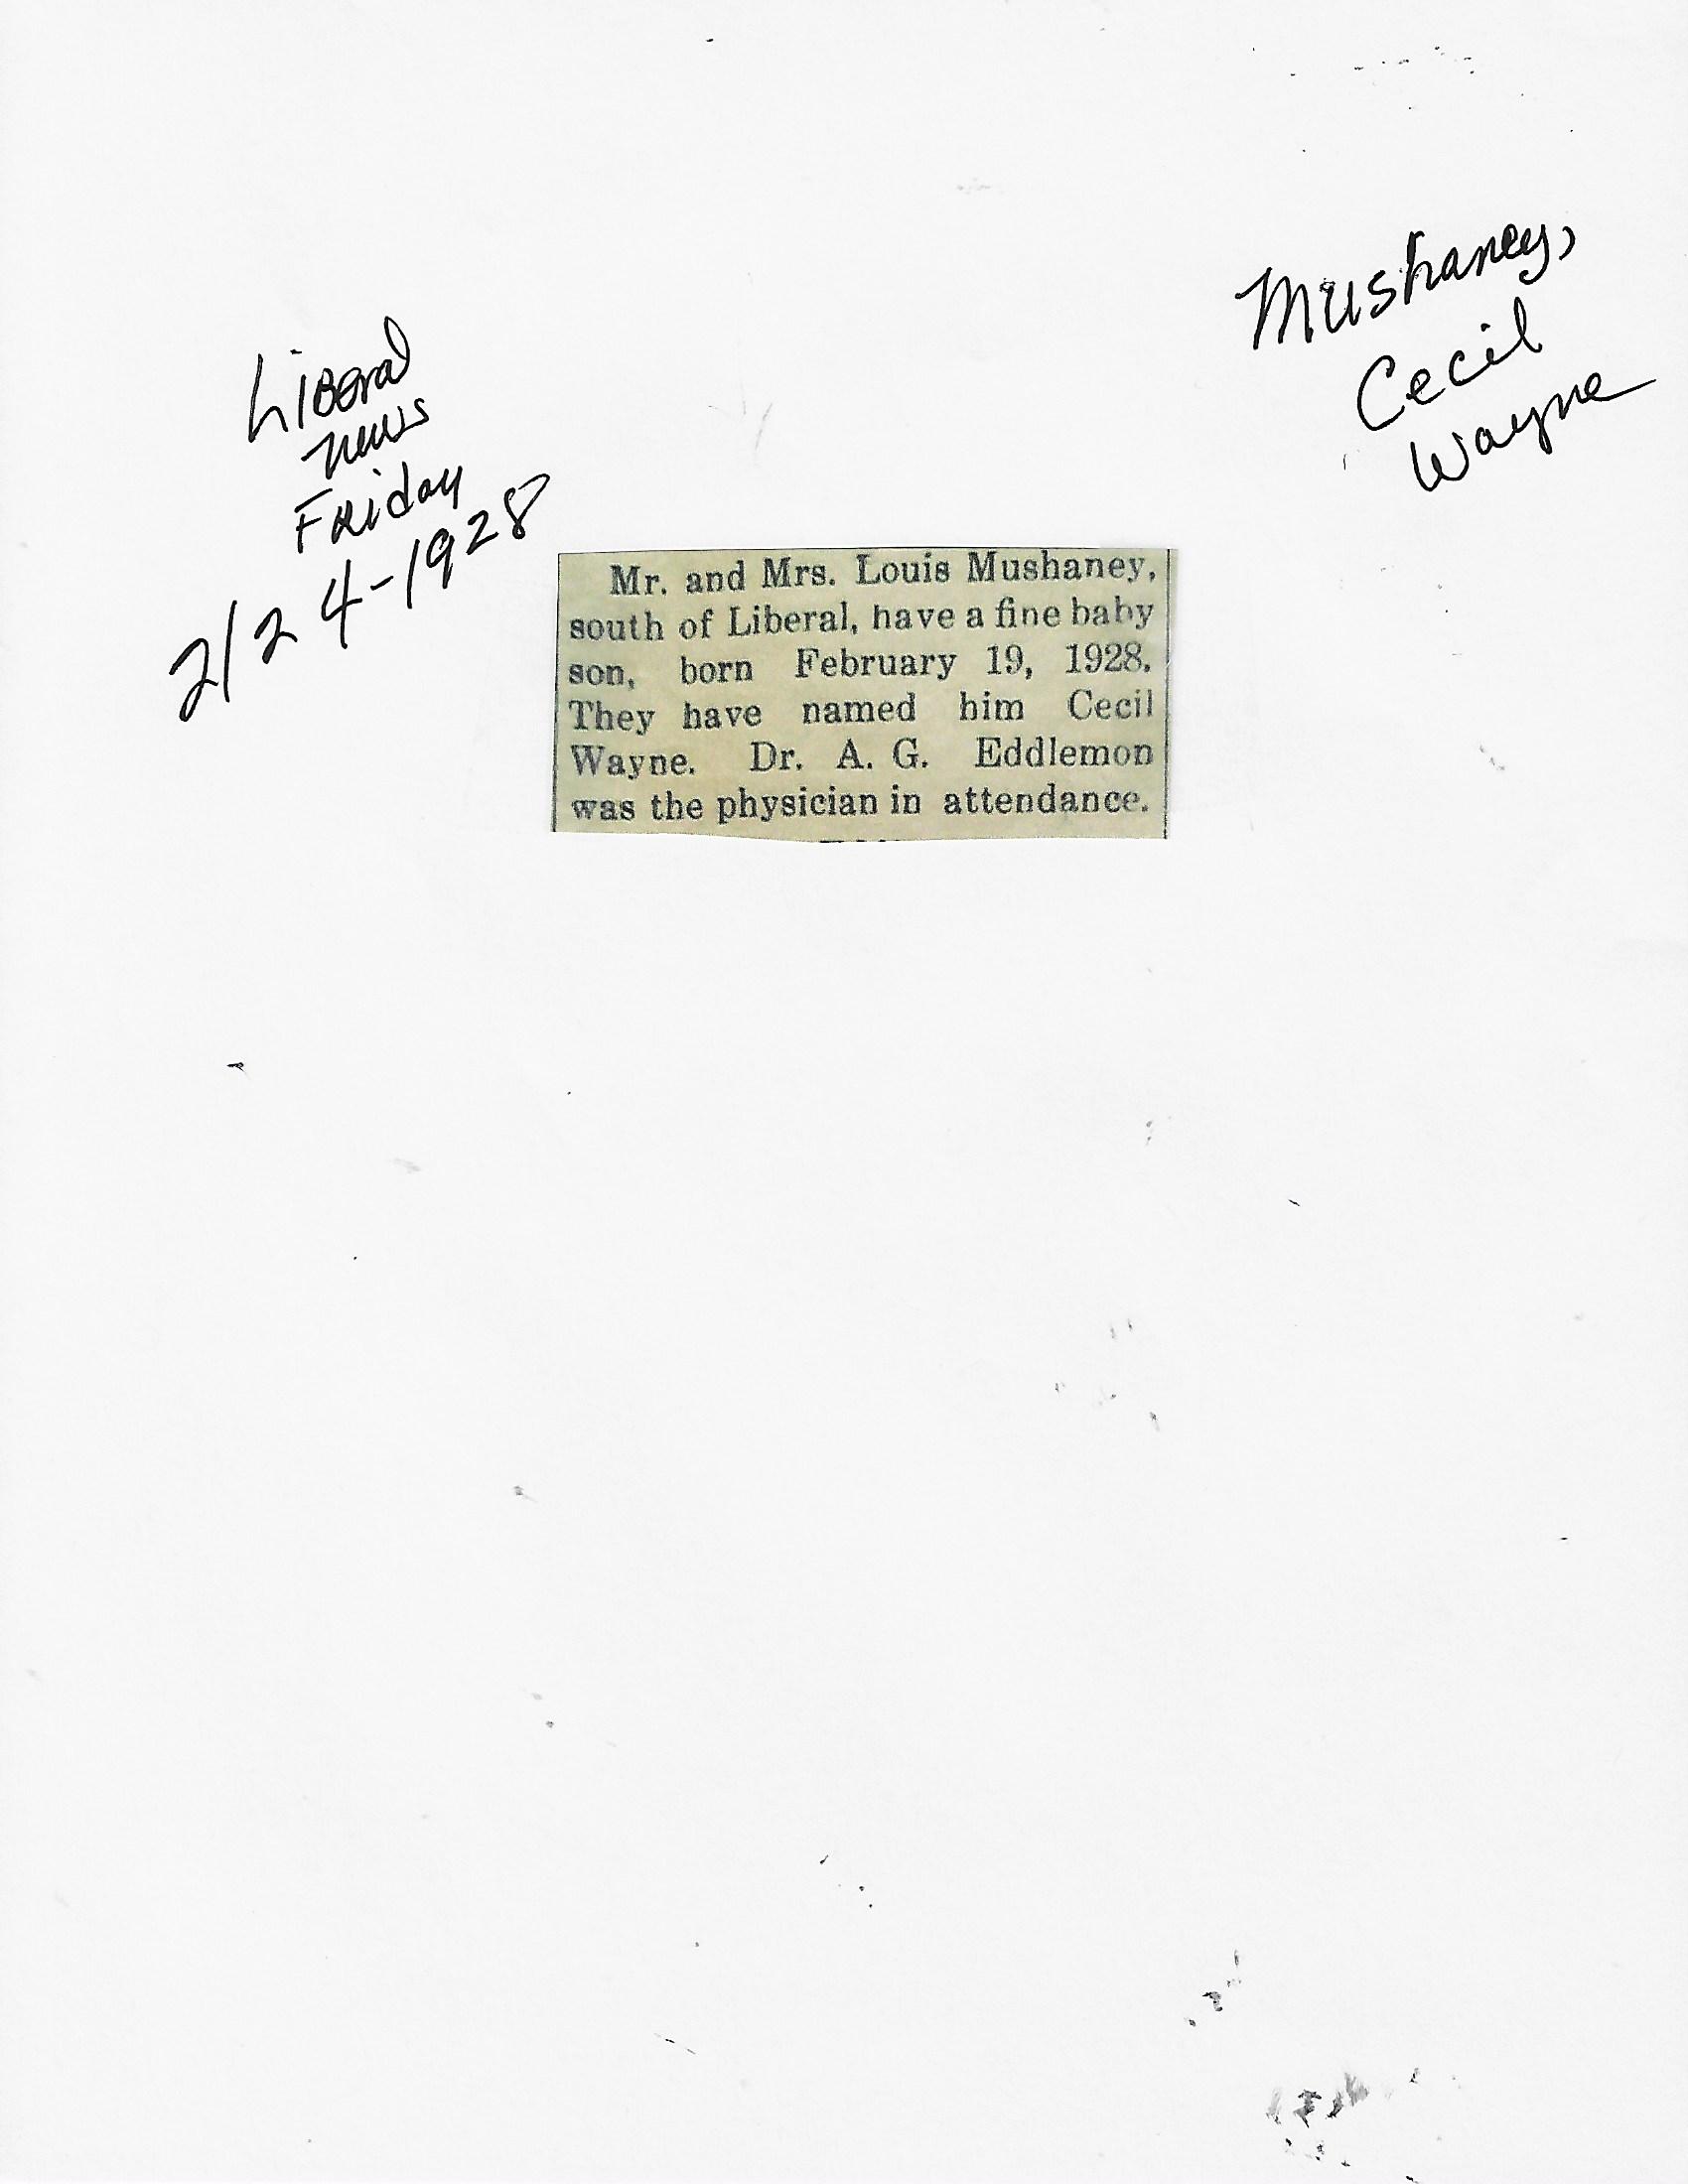 Mushaney,
Cecil
Wayne
Liberal
news
Friday
2/24-1928
Mr. and Mrs. Louis Mushaney,
south of Liberal, have a fine baby
son, born February 19, 1928.
They have named him Cecil
Wayne. Dr. A. G. Eddlemon
was the physician in attendance.